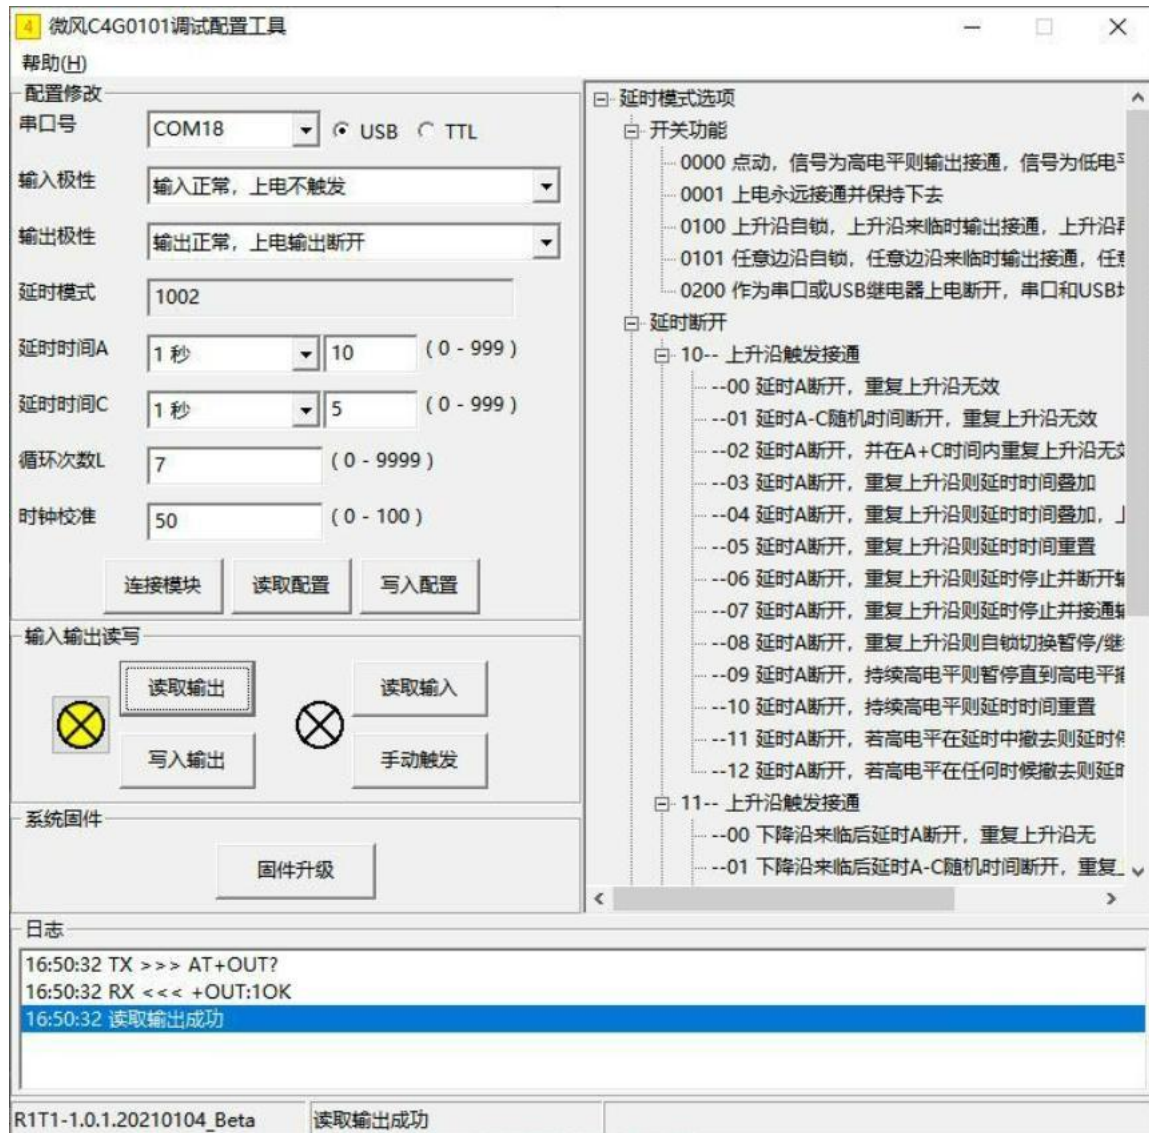 4 微风C4G0101调试配置工具
帮助(H)
配置修改
串口号 COM18 USB TTL
输入极性 输入正常，上电不触发
输出极性 输出正常，上电输出断开
延时模式 1002
延时时间A 1 秒 10 ( 0 - 999 )
延时时间C 1 秒 5 ( 0 - 999 )
循环次数L 7 ( 0 - 9999 )
时钟校准 50 ( 0 - 100 )
连接模块 读取配置 写入配置
输入输出读写
读取输出 读取输入
写入输出 手动触发
系统固件
固件升级
延时模式选项
开关功能
0000 点动，信号为高电平则输出接通，信号为低电平
0001 上电永远接通并保持下去
0100 上升沿自锁，上升沿来临时输出接通，上升沿再
0101 任意边沿自锁，任意边沿来临时输出接通，任意
0200 作为串口或USB继电器上电断开，串口和USB
延时断开
10-- 上升沿触发接通
--00 延时A断开，重复上升沿无效
--01 延时A-C随机时间断开，重复上升沿无效
--02 延时A断开，并在A+C时间内重复上升沿无效
--03 延时A断开，重复上升沿则延时时间叠加
--04 延时A断开，重复上升沿则延时时间叠加，
--05 延时A断开，重复上升沿则延时时间重置
--06 延时A断开，重复上升沿则延时停止并断开输
--07 延时A断开，重复上升沿则延时停止并接通输
--08 延时A断开，重复上升沿则自锁切换暂停/继
--09 延时A断开，持续高电平则暂停直到高电平撤
--10 延时A断开，持续高电平则延时时间重置
--11 延时A断开，若高电平在延时中撤去则延时停
--12 延时A断开，若高电平在任何时候撤去则延时
11-- 上升沿触发接通
--00 下降沿来临后延时A断开，重复上升沿无
--01 下降沿来临后延时A-C随机时间断开，重复
日志
16:50:32 TX >>> AT+OUT?
16:50:32 RX <<< +OUT:1OK
16:50:32 读取输出成功
R1T1-1.0.1.20210104_Beta 读取输出成功